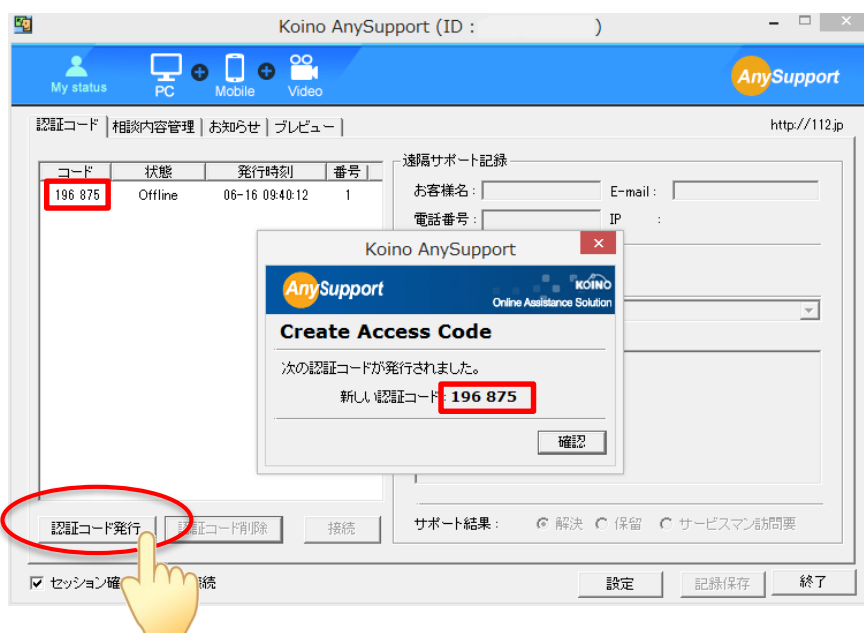 Koino AnySupport (ID : )
My status
PC
Mobile
Video
AnySupport
認証コード 相談内容管理 お知らせ プレビュー
http://112.jp
コード 状態 発行時刻 番号
196 875 Offline 06-16 09:40:12 1
遠隔サポート記録
お客様名 : E-mail :
電話番号 : IP :
Koino AnySupport
AnySupport
KOINO
Online Assistance Solution
Create Access Code
次の認証コードが発行されました。
新しい認証コード : 196 875
確認
サポート結果 : 解決 保留 サービスマン訪問要
認証コード発行 認証コード削除 接続
セッション確 続
設定 記録保存 終了